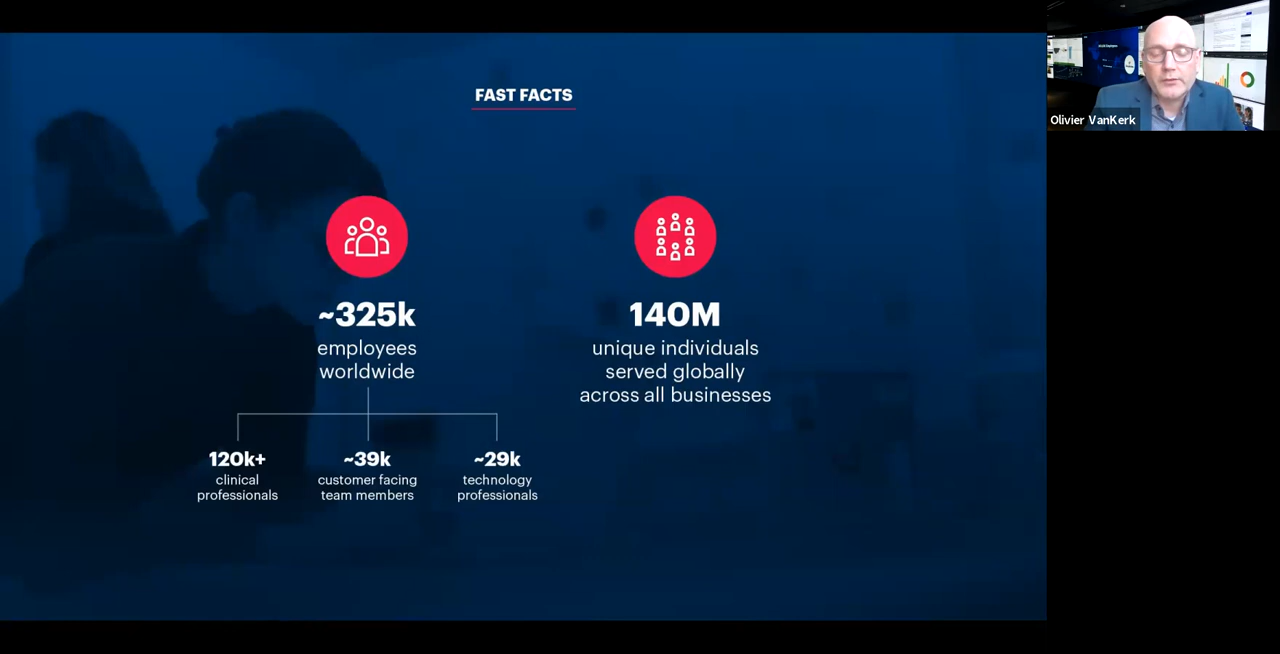 FAST FACTS
~325k
employees
worldwide
140M
unique individuals
served globally
across all businesses
120k+
clinical
professionals
~39k
customer facing
team members
~29k
technology
professionals
Olivier VanKerk